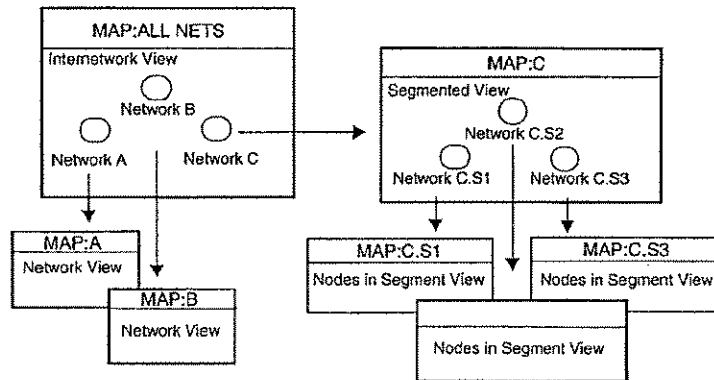 MAP:ALL NETS
Internetwork View
Network B
Network A
Network C
MAP:C
Segmented View
Network C.S2
Network C.S1
Network C.S3
MAP:A
Network View
MAP:B
Network View
MAP:C.S1
Nodes in Segment View
MAP:C.S3
Nodes in Segment View
Nodes in Segment View